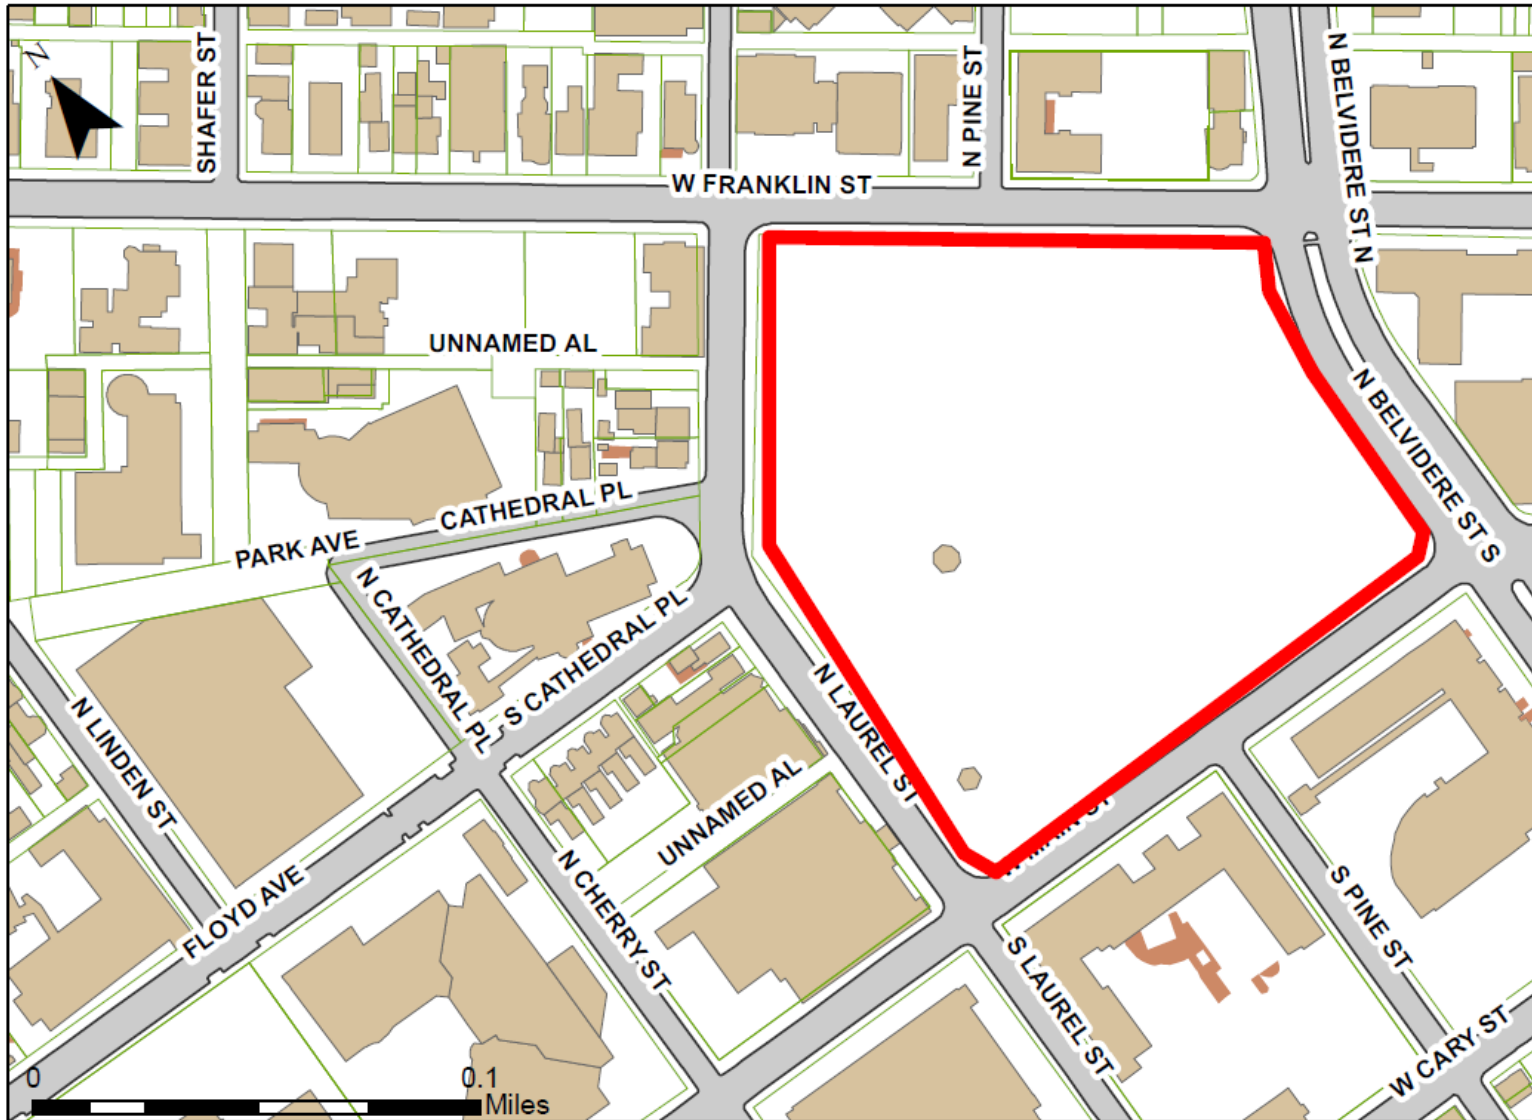 N
SHAFER ST
N PINE ST
N BELVIDERE ST N
W FRANKLIN ST
UNNAMED AL
N BELVIDERE ST S
CATHEDRAL PL
PARK AVE
N CATHEDRAL PL
S CATHEDRAL PL
N LAUREL ST
N LINDEN ST
UNNAMED AL
W MAIN ST
FLOYD AVE
N CHERRY ST
S PINE ST
S LAUREL ST
W CARY ST
0 0.1
Miles